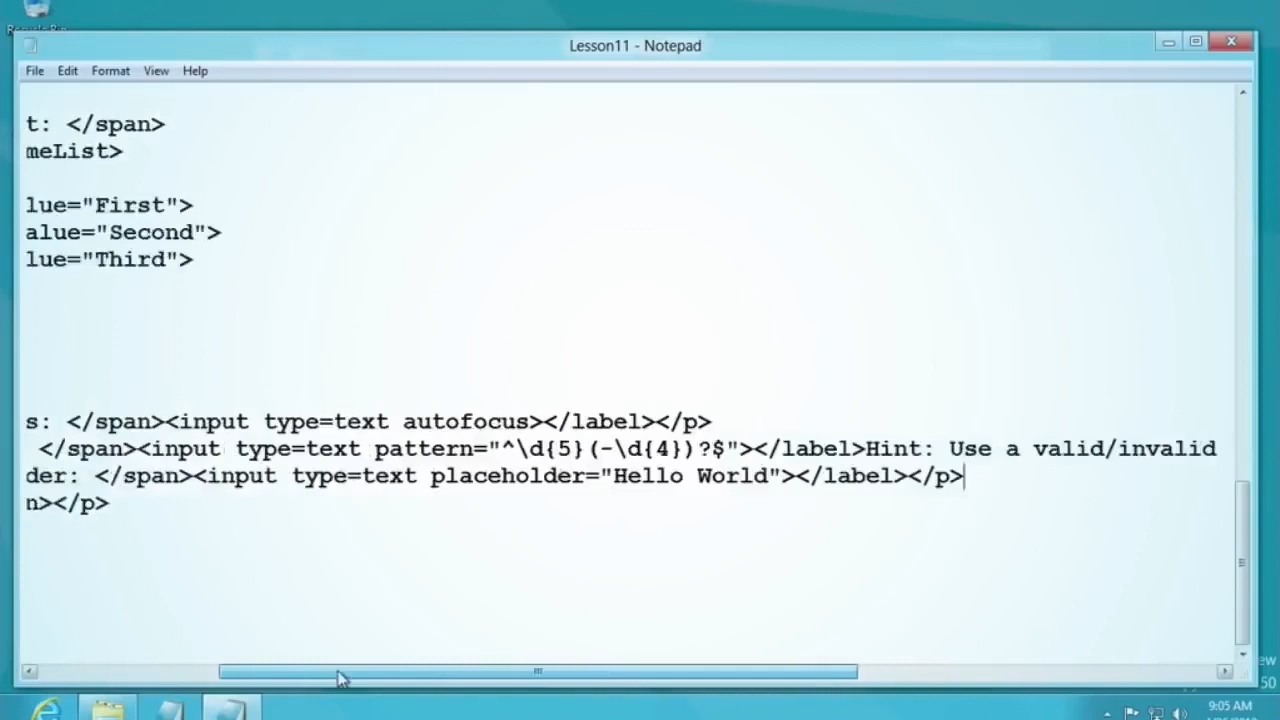 Lesson11 - Notepad
File Edit Format View Help
t: </span>
meList>
lue="First">
alue="Second">
lue="Third">
s: </span><input type=text autofocus></label></p>
</span><input type=text pattern="^\d{5}(-\d{4})?$"></label>Hint: Use a valid/invalid
der: </span><input type=text placeholder="Hello World"></label></p>
n></p>
ew
50
9:05 AM